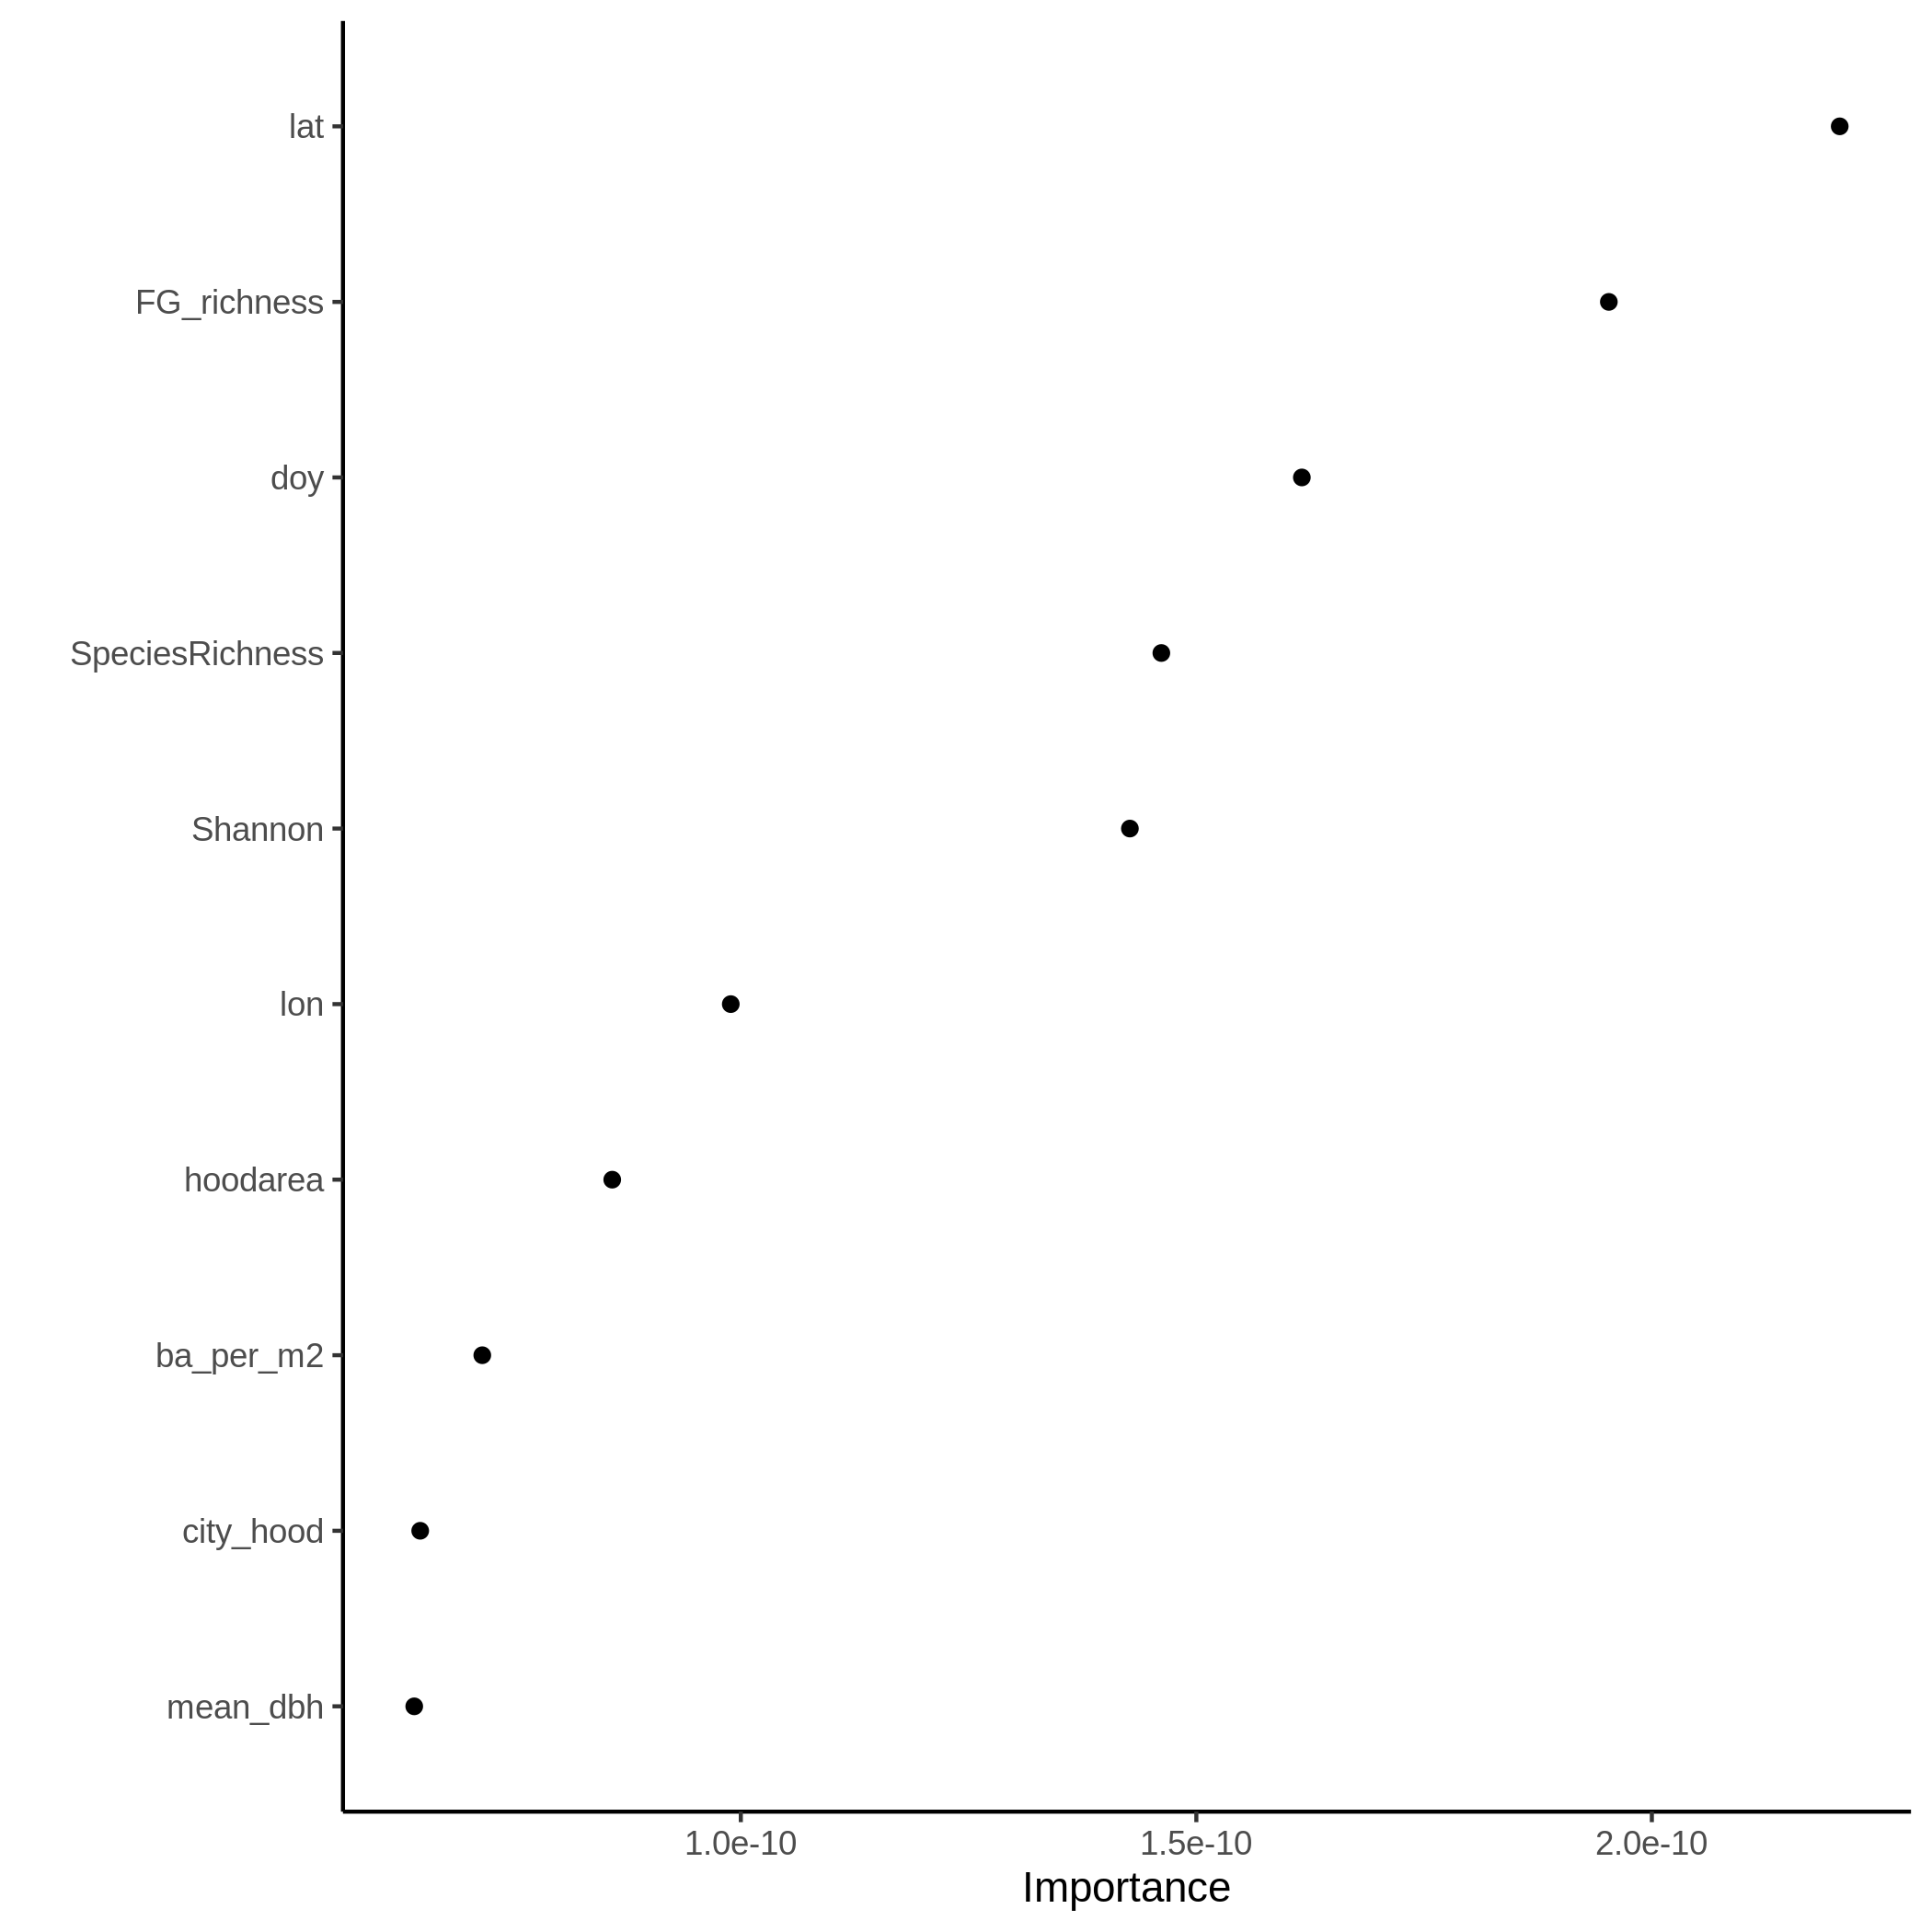 lat
FG_richness
doy
SpeciesRichness
Shannon
lon
hoodarea
ba_per_m2
city_hood
mean_dbh
1.0e-10 1.5e-10 2.0e-10
Importance